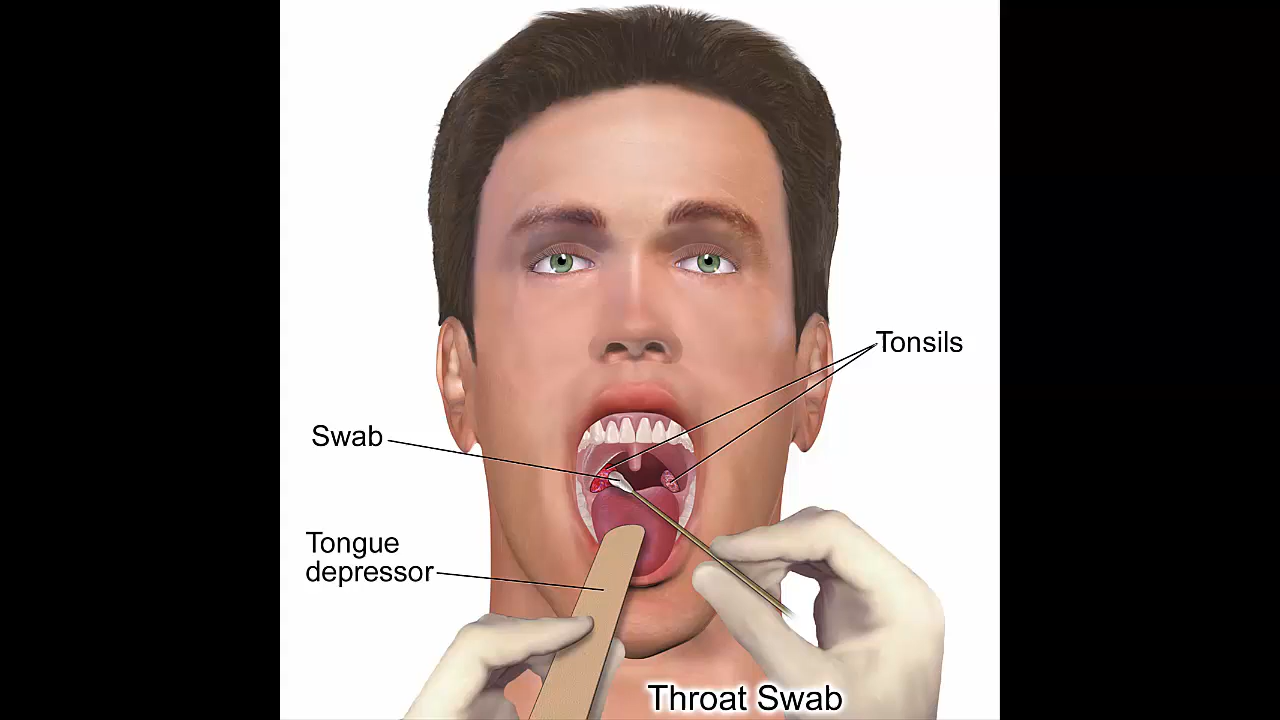 Tonsils
Swab
Tongue
depressor
Throat Swab